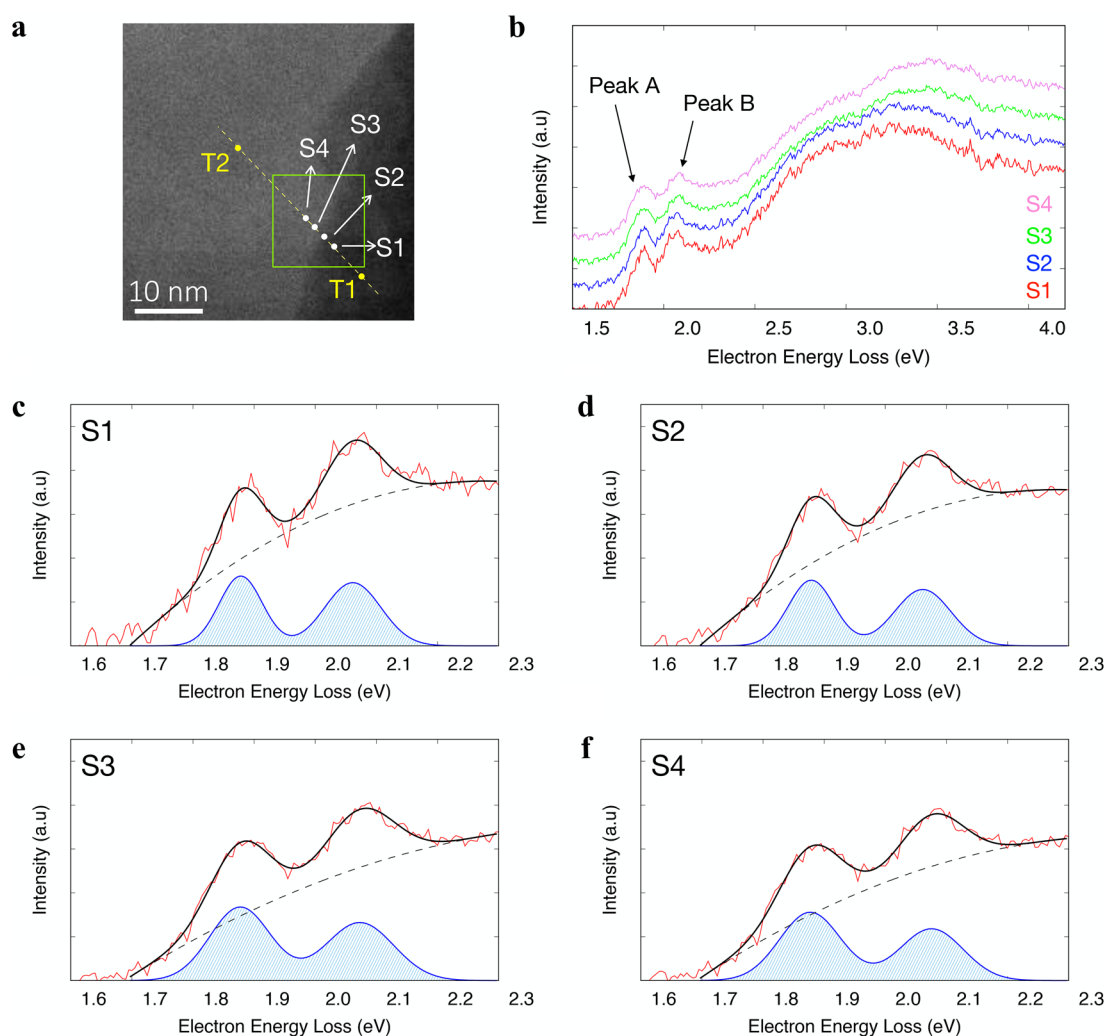 a
T2
S4
S3
S2
S1
T1
10 nm
b
Peak A
Peak B
S4
S3
S2
S1
Intensity (a.u)
1.5 2.0 2.5 3.0 3.5 4.0
Electron Energy Loss (eV)
c
S1
Intensity (a.u)
1.6 1.7 1.8 1.9 2.0 2.1 2.2 2.3
Electron Energy Loss (eV)
d
S2
Intensity (a.u)
1.6 1.7 1.8 1.9 2.0 2.1 2.2 2.3
Electron Energy Loss (eV)
e
S3
Intensity (a.u)
1.6 1.7 1.8 1.9 2.0 2.1 2.2 2.3
Electron Energy Loss (eV)
f
S4
Intensity (a.u)
1.6 1.7 1.8 1.9 2.0 2.1 2.2 2.3
Electron Energy Loss (eV)